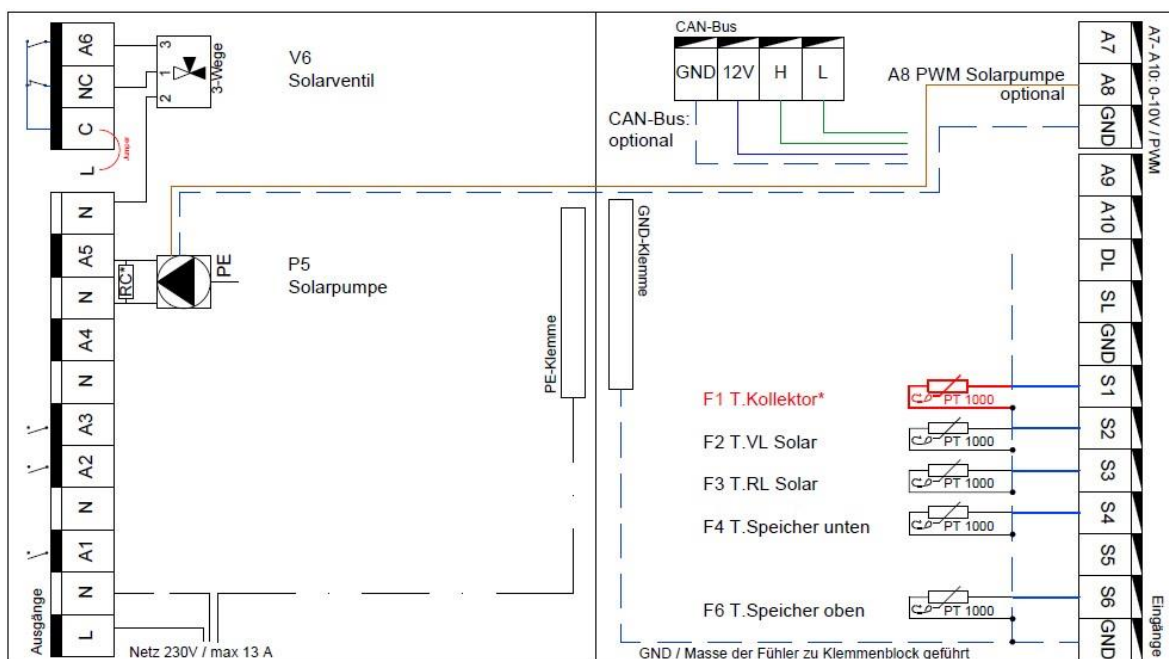 A6
NC
C
L
Jumper
N
A5
N
A4
N
A3
A2
N
A1
N
L
Ausgänge
3
1
2
3-Wege
V6
Solarventil
RC*
PE
P5
Solarpumpe
PE-Klemme
Netz 230V / max 13 A
CAN-Bus
GND 12V H L
CAN-Bus:
optional
A8 PWM Solarpumpe
optional
GND-Klemme
F1 T.Kollektor*
PT 1000
F2 T.VL Solar
PT 1000
F3 T.RL Solar
PT 1000
F4 T.Speicher unten
PT 1000
F6 T.Speicher oben
PT 1000
GND / Masse der Fühler zu Klemmenblock geführt
A7
A8
GND
A9
A10
DL
SL
GND
S1
S2
S3
S4
S5
S6
GND
A7- A10: 0-10V / PWM
Eingänge